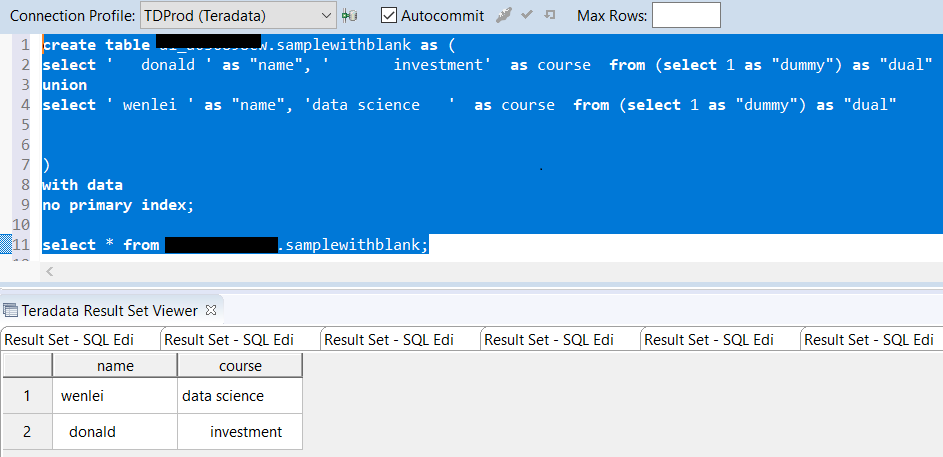 Connection Profile: TDProd (Teradata) Autocommit Max Rows:
1 create table .samplewithblank as (
2 select '   donald ' as "name", '       investment'  as course  from (select 1 as "dummy") as "dual"
3 union
4 select ' wenlei ' as "name", 'data science   '  as course  from (select 1 as "dummy") as "dual"
5
6
7 )
8 with data
9 no primary index;
10
11 select * from .samplewithblank;
Teradata Result Set Viewer
Result Set - SQL Edi Result Set - SQL Edi Result Set - SQL Edi Result Set - SQL Edi Result Set - SQL Edi Result Set - SQL Edi
name course
1 wenlei data science
2 donald investment